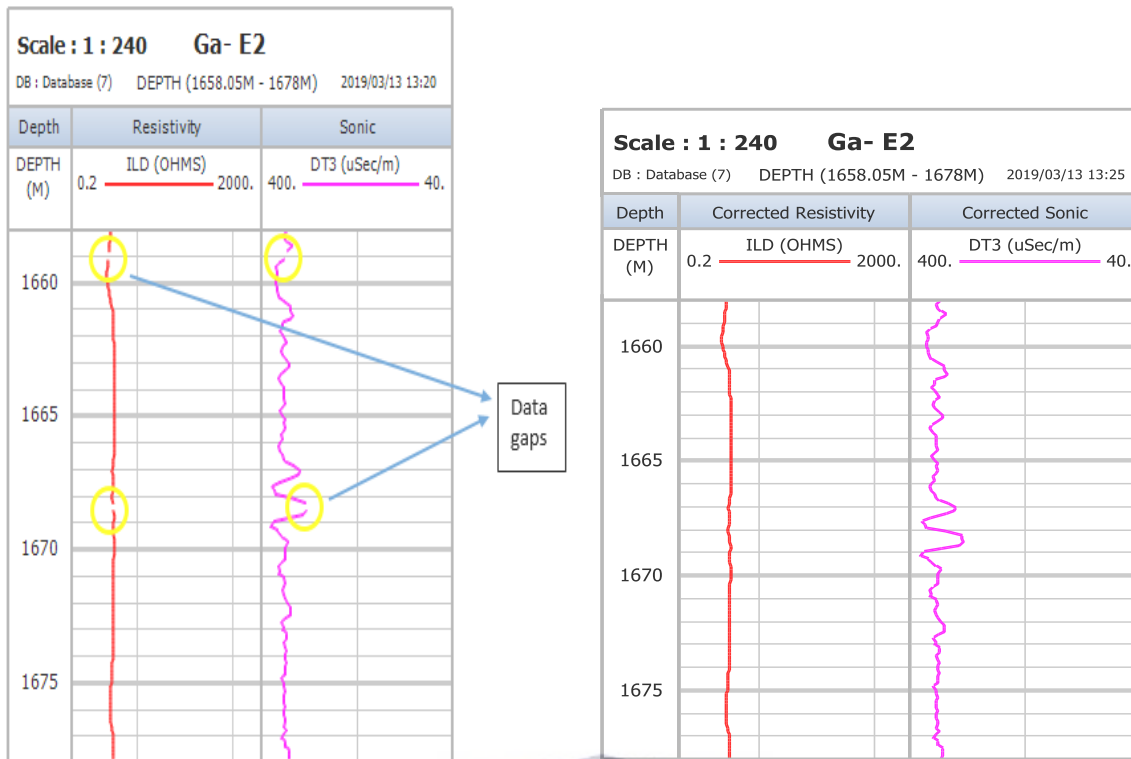 Scale : 1 : 240 Ga- E2
DB : Database (7) DEPTH (1658.05M - 1678M) 2019/03/13 13:20
Depth Resistivity Sonic
DEPTH (M) ILD (OHMS) DT3 (uSec/m)
0.2 2000. 400. 40.
1660
1665
1670
1675
Data
gaps
Scale : 1 : 240 Ga- E2
DB : Database (7) DEPTH (1658.05M - 1678M) 2019/03/13 13:25
Depth Corrected Resistivity Corrected Sonic
DEPTH (M) ILD (OHMS) DT3 (uSec/m)
0.2 2000. 400. 40.
1660
1665
1670
1675